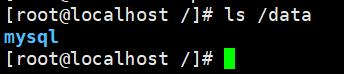 [root@localhost /]# ls /data
mysql
[root@localhost /]#